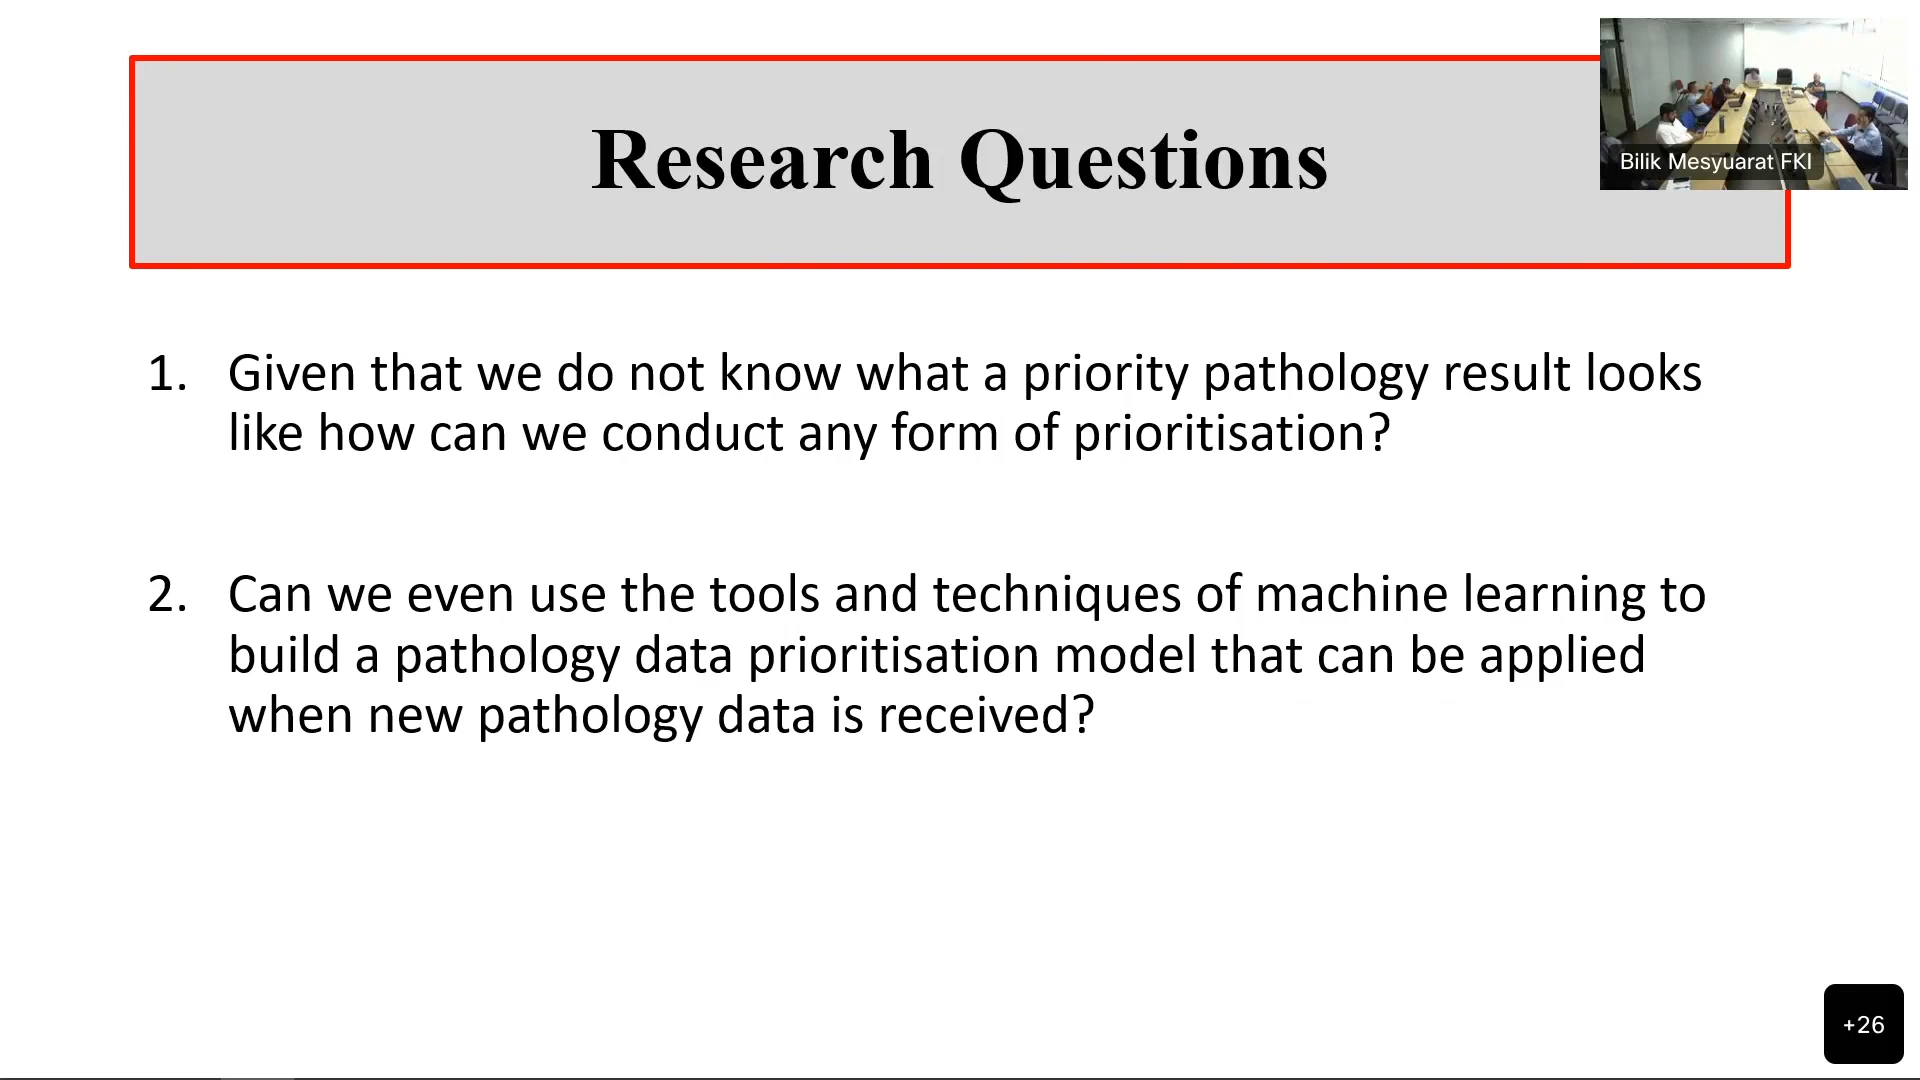 Research Questions
Bilik Mesyuarat FKI
1. Given that we do not know what a priority pathology result looks
like how can we conduct any form of prioritisation?
2. Can we even use the tools and techniques of machine learning to
build a pathology data prioritisation model that can be applied
when new pathology data is received?
+26